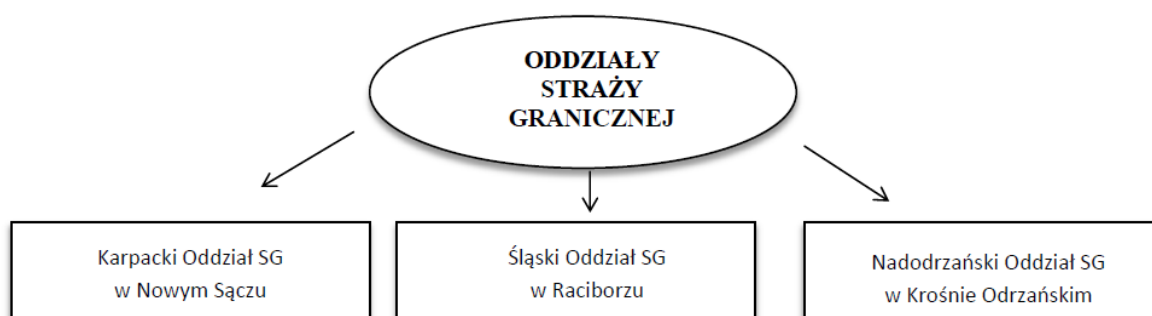 ODDZIAŁY
STRAŻY
GRANICZNEJ
Karpacki Oddział SG
w Nowym Sączu
Śląski Oddział SG
w Raciborzu
Nadodrzański Oddział SG
w Krośnie Odrzańskim